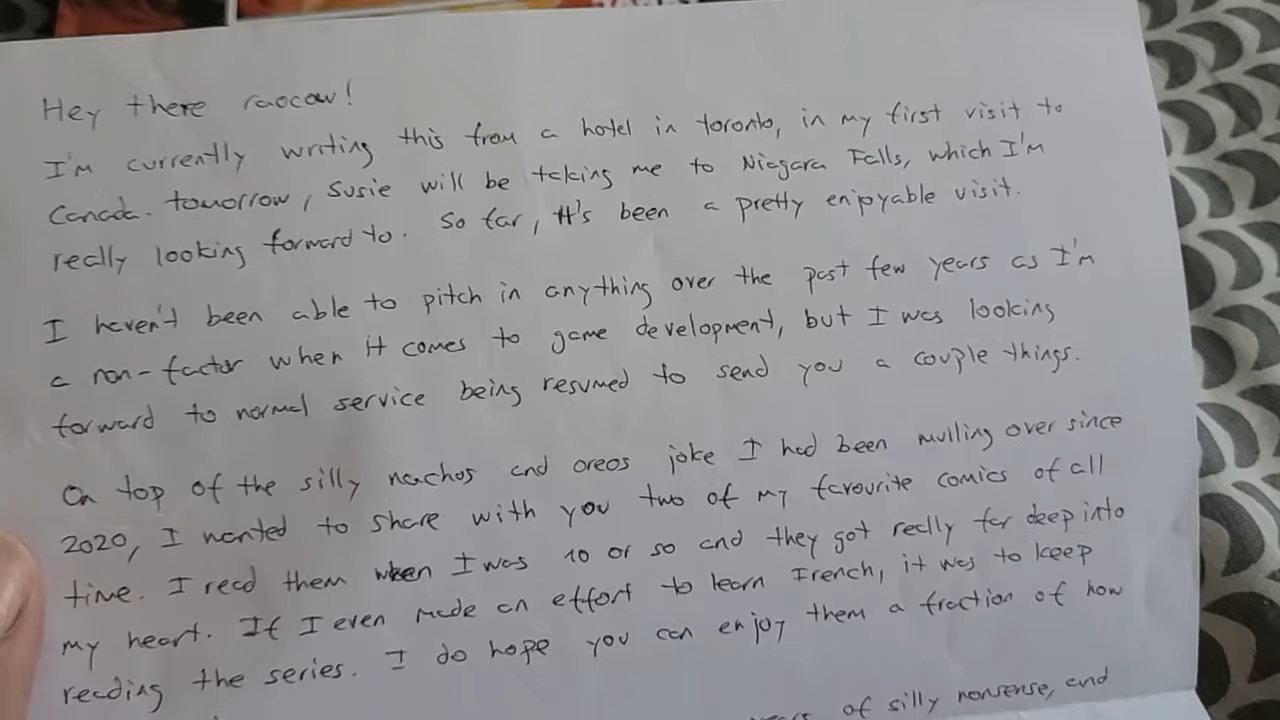 Hey there raocow!
I'm currently writing this from a hotel in toronto, in my first visit to
Canada. tomorrow, Susie will be taking me to Niagara Falls, which I'm
really looking forward to. So far, it's been a pretty enjoyable visit.
I haven't been able to pitch in anything over the past few years as I'm
a non-factor when it comes to game development, but I was looking
forward to normal service being resumed to send you a couple things.
On top of the silly nachos and oreos joke I had been mulling over since
2020, I wanted to share with you two of my favourite comics of all
time. I read them when I was 10 or so and they got really far deep into
my heart. If I even made an effort to learn French, it was to keep
reading the series. I do hope you can enjoy them a fraction of how
of silly nonsense, and